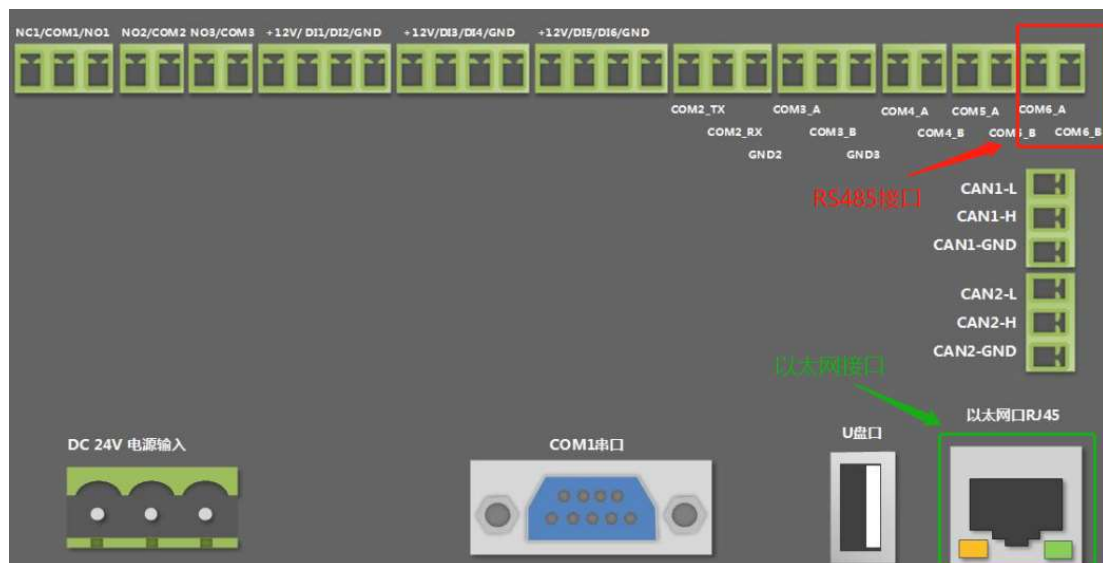 NC1/COM1/NO1 NO2/COM2 NO3/COM3 +12V/ DI1/DI2/GND +12V/DI3/DI4/GND +12V/DI5/DI6/GND
COM2_TX COM3_A COM4_A COM5_A COM6_A
COM2_RX COM3_B COM4_B COM5_B COM6_B
GND2 GND3
RS485接口
CAN1-L
CAN1-H
CAN1-GND
CAN2-L
CAN2-H
CAN2-GND
以太网接口
以太网口RJ45
DC 24V 电源输入
COM1串口
U盘口